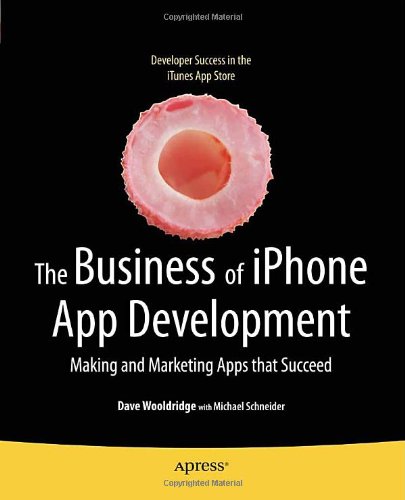 Copyrighted Material
Developer Success in the
iTunes App Store
The Business of iPhone
App Development
Making and Marketing Apps that Succeed
Dave Wooldridge with Michael Schneider
Apress®
Copyrighted Material